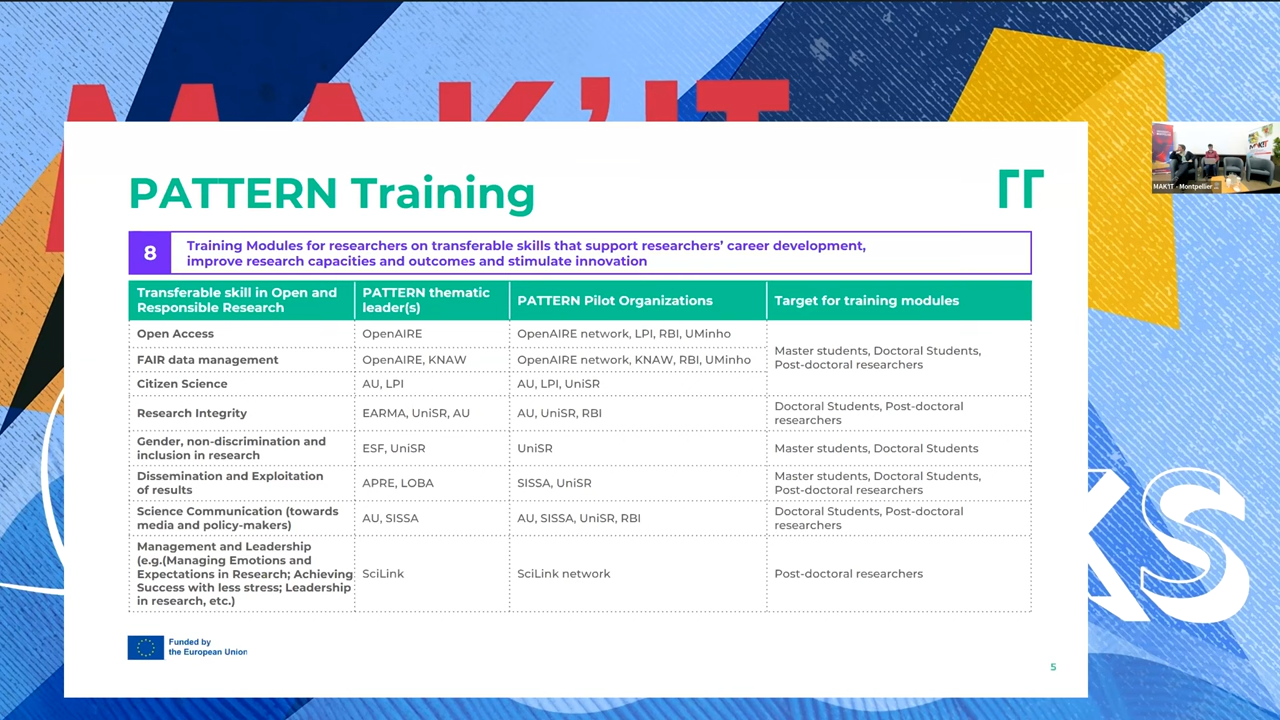 MAK'IT
PATTERN Training
8
Training Modules for researchers on transferable skills that support researchers' career development,
improve research capacities and outcomes and stimulate innovation
Transferable skill in Open and
Responsible Research
PATTERN thematic
leader(s)
PATTERN Pilot Organizations
Target for training modules
Open Access
OpenAIRE
OpenAIRE network, LPI, RBI, UMinho
Master students, Doctoral Students,
Post-doctoral researchers
FAIR data management
OpenAIRE, KNAW
OpenAIRE network, KNAW, RBI, UMinho
Citizen Science
AU, LPI
AU, LPI, UniSR
Research Integrity
EARMA, UniSR, AU
AU, UniSR, RBI
Doctoral Students, Post-doctoral
researchers
Gender, non-discrimination and
inclusion in research
ESF, UniSR
UniSR
Master students, Doctoral Students
Dissemination and Exploitation
of results
APRE, LOBA
SISSA, UniSR
Master students, Doctoral Students,
Post-doctoral researchers
Science Communication (towards
media and policy-makers)
AU, SISSA
AU, SISSA, UniSR, RBI
Doctoral Students, Post-doctoral
researchers
Management and Leadership
(e.g.(Managing Emotions and
Expectations in Research; Achieving
Success with less stress; Leadership
in research, etc.)
SciLink
SciLink network
Post-doctoral researchers
Funded by
the European Union
5
KS
MAK'IT
MAK'IT - Montpellier ...